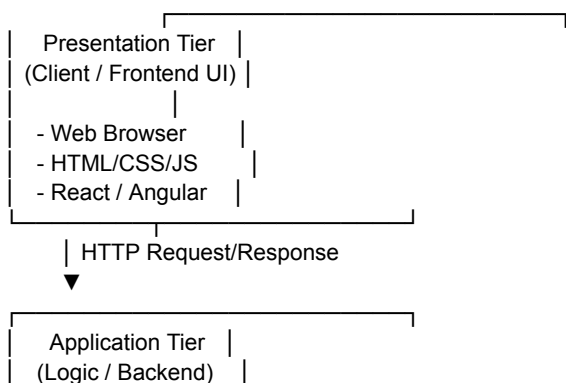 Presentation Tier
(Client / Frontend UI)
- Web Browser
- HTML/CSS/JS
- React / Angular
HTTP Request/Response
Application Tier
(Logic / Backend)